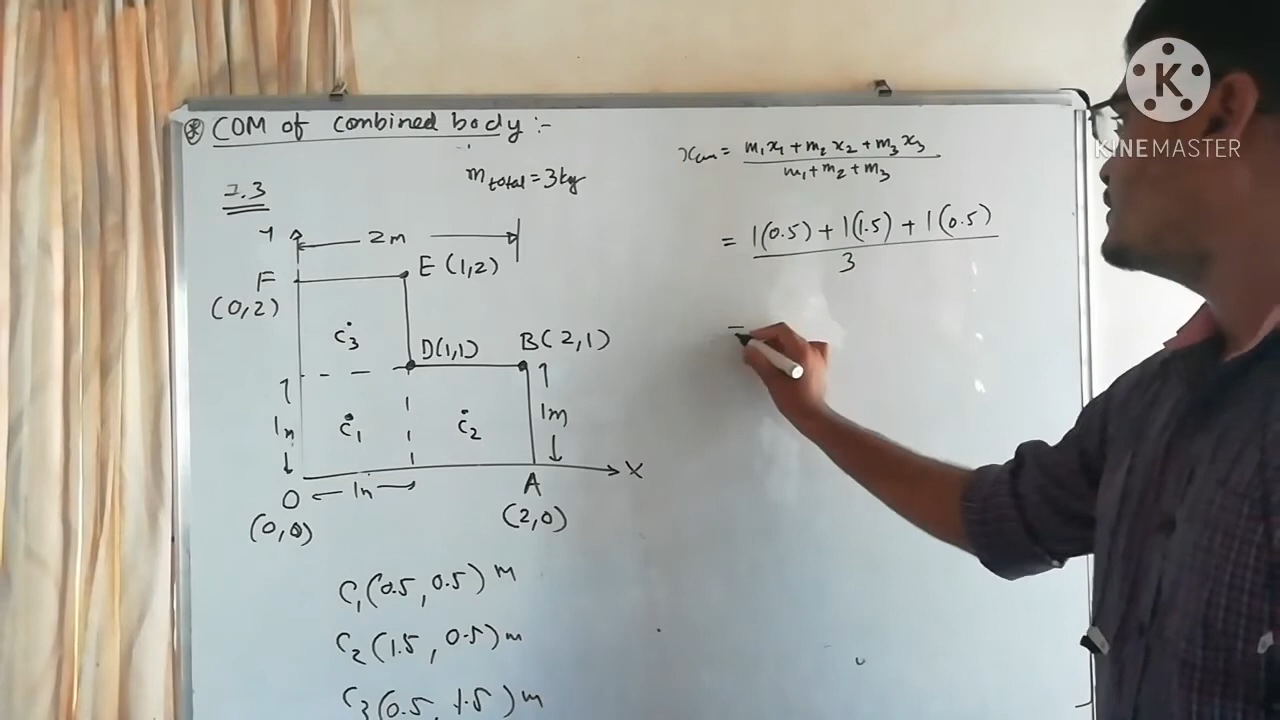 ⊛ COM of combined body :-
m total = 3kg
I.3
Y
2m
F
(0,2)
E (1,2)
C3
D(1,1)
B(2,1)
1m
C1
C2
1m
X
O
1m
A
(0,0)
(2,0)
C1(0.5, 0.5) m
C2(1.5, 0.5) m
C3(0.5, 1.5) m
xcm = m1x1 + m2x2 + m3x3
m1 + m2 + m3
= 1(0.5) + 1(1.5) + 1(0.5)
3
K
KINEMASTER